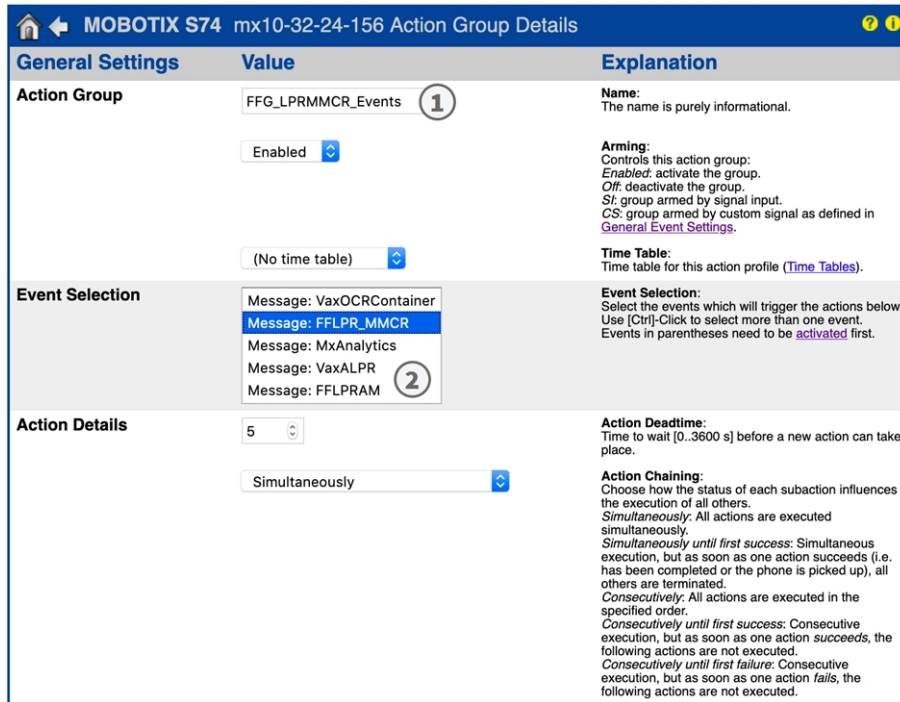 MOBOTIX S74 mx10-32-24-156 Action Group Details ? i
General Settings Value Explanation
Action Group
FFG_LPRMMCR_Events 1
Name:
The name is purely informational.
Enabled
Arming:
Controls this action group:
Enabled: activate the group.
Off: deactivate the group.
SI: group armed by signal input.
CS: group armed by custom signal as defined in
General Event Settings.
(No time table)
Time Table:
Time table for this action profile (Time Tables).
Event Selection
Message: VaxOCRContainer
Message: FFLPR_MMCR
Message: MxAnalytics
Message: VaxALPR
Message: FFLPRAM
2
Event Selection:
Select the events which will trigger the actions below
Use [Ctrl]-Click to select more than one event.
Events in parentheses need to be activated first.
Action Details
5
Action Deadtime:
Time to wait [0..3600 s] before a new action can take
place.
Simultaneously
Action Chaining:
Choose how the status of each subaction influences
the execution of all others.
Simultaneously: All actions are executed
simultaneously.
Simultaneously until first success: Simultaneous
execution, but as soon as one action succeeds (i.e.
has been completed or the phone is picked up), all
others are terminated.
Consecutively: All actions are executed in the
specified order.
Consecutively until first success: Consecutive
execution, but as soon as one action succeeds, the
following actions are not executed.
Consecutively until first failure: Consecutive
execution, but as soon as one action fails, the
following actions are not executed.